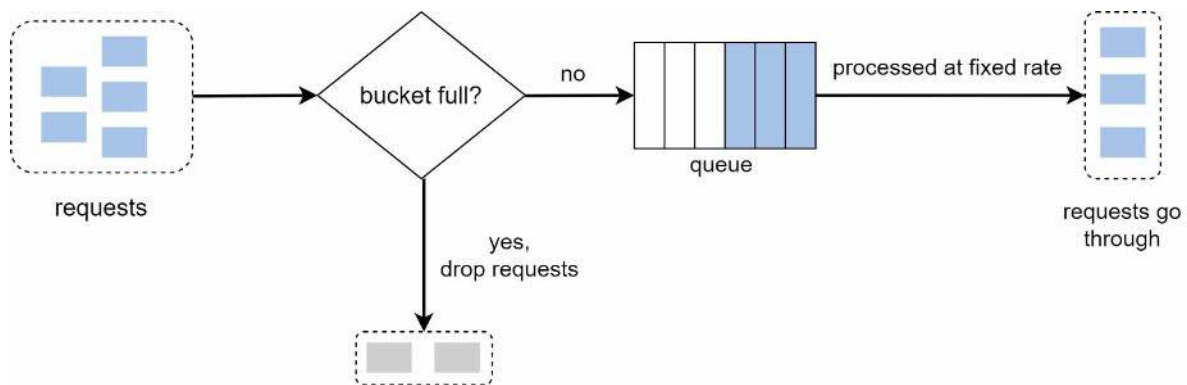 bucket full?
no
processed at fixed rate
queue
requests
requests go
through
yes,
drop requests